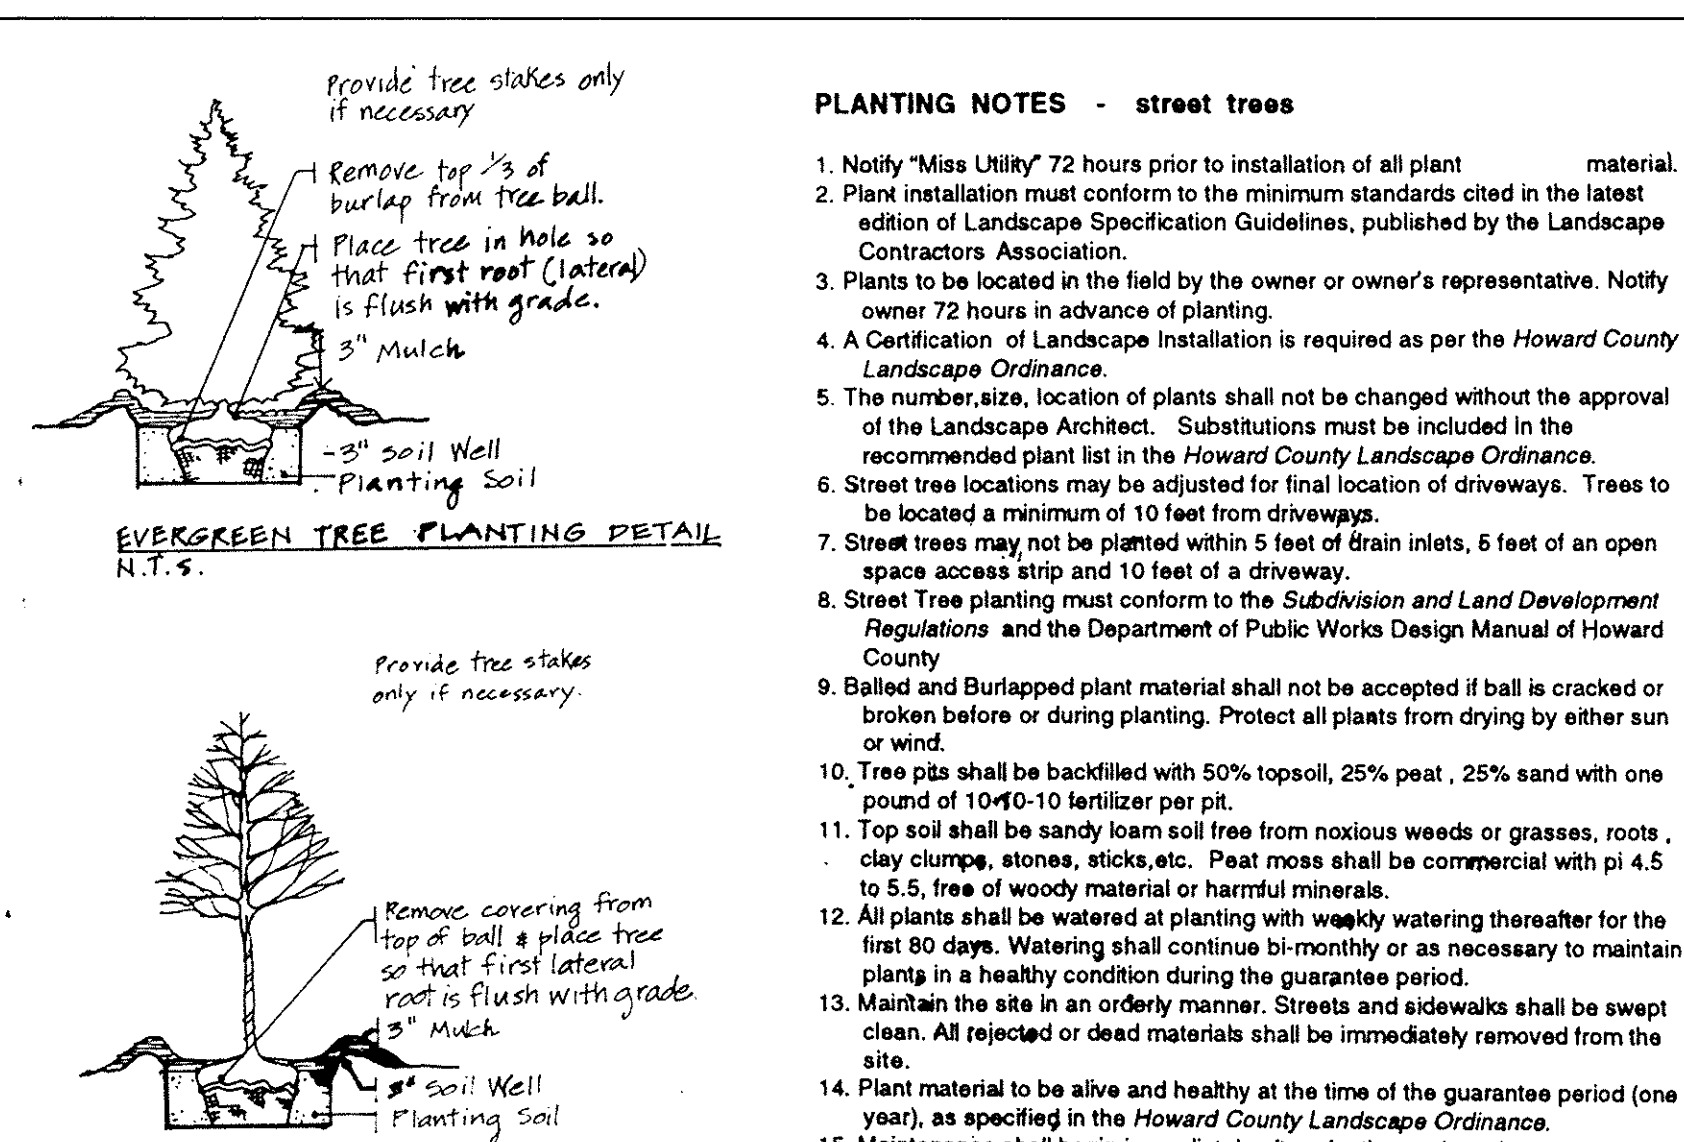 Provide tree stakes only
if necessary
Remove top 1/3 of
burlap from tree ball.
Place tree in hole so
that first root (lateral)
is flush with grade.
3" Mulch
3" Soil Well
Planting Soil
EVERGREEN TREE PLANTING DETAIL
N.T.S.
Provide tree stakes
only if necessary.
Remove covering from
top of ball & place tree
so that first lateral
root is flush with grade.
3" Mulch
Soil Well
Planting Soil
PLANTING NOTES - street trees
1. Notify "Miss Utility" 72 hours prior to installation of all plant material.
2. Plant installation must conform to the minimum standards cited in the latest
edition of Landscape Specification Guidelines, published by the Landscape
Contractors Association.
3. Plants to be located in the field by the owner or owner's representative. Notify
owner 72 hours in advance of planting.
4. A Certification of Landscape Installation is required as per the Howard County
Landscape Ordinance.
5. The number,size, location of plants shall not be changed without the approval
of the Landscape Architect. Substitutions must be included in the
recommended plant list in the Howard County Landscape Ordinance.
6. Street tree locations may be adjusted for final location of driveways. Trees to
be located a minimum of 10 feet from driveways.
7. Street trees may not be planted within 5 feet of drain inlets, 5 feet of an open
space access strip and 10 feet of a driveway.
8. Street Tree planting must conform to the Subdivision and Land Development
Regulations and the Department of Public Works Design Manual of Howard
County
9. Balled and Burlapped plant material shall not be accepted if ball is cracked or
broken before or during planting. Protect all plants from drying by either sun
or wind.
10. Tree pits shall be backfilled with 50% topsoil, 25% peat , 25% sand with one
pound of 10-10-10 fertilizer per pit.
11. Top soil shall be sandy loam soil free from noxious weeds or grasses, roots ,
clay clumps, stones, sticks,etc. Peat moss shall be commercial with pi 4.5
to 5.5, free of woody material or harmful minerals.
12. All plants shall be watered at planting with weekly watering thereafter for the
first 80 days. Watering shall continue bi-monthly or as necessary to maintain
plants in a healthy condition during the guarantee period.
13. Maintain the site in an orderly manner. Streets and sidewalks shall be swept
clean. All rejected or dead materials shall be immediately removed from the
site.
14. Plant material to be alive and healthy at the time of the guarantee period (one
year), as specified in the Howard County Landscape Ordinance.